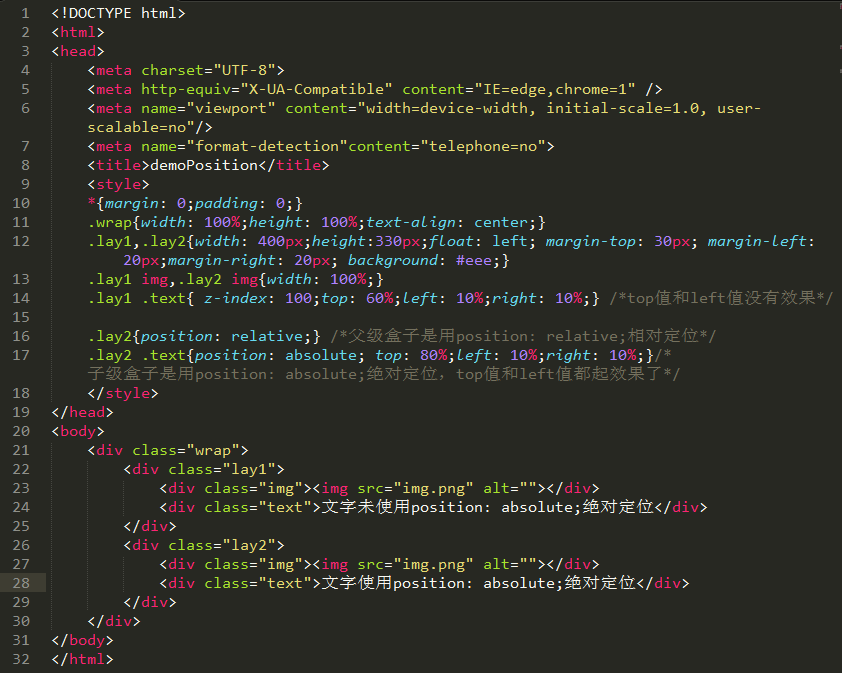 1 <!DOCTYPE html>
2 <html>
3 <head>
4 <meta charset="UTF-8">
5 <meta http-equiv="X-UA-Compatible" content="IE=edge,chrome=1" />
6 <meta name="viewport" content="width=device-width, initial-scale=1.0, user-
scalable=no"/>
7 <meta name="format-detection"content="telephone=no">
8 <title>demoPosition</title>
9 <style>
10 *{margin: 0;padding: 0;}
11 .wrap{width: 100%;height: 100%;text-align: center;}
12 .lay1,.lay2{width: 400px;height:330px;float: left; margin-top: 30px; margin-left:
20px;margin-right: 20px; background: #eee;}
13 .lay1 img,.lay2 img{width: 100%;}
14 .lay1 .text{ z-index: 100;top: 60%;left: 10%;right: 10%;} /*top值和left值没有效果*/
15
16 .lay2{position: relative;} /*父级盒子是用position: relative;相对定位*/
17 .lay2 .text{position: absolute; top: 80%;left: 10%;right: 10%;}/*
子级盒子是用position: absolute;绝对定位，top值和left值都起效果了*/
18 </style>
19 </head>
20 <body>
21 <div class="wrap">
22 <div class="lay1">
23 <div class="img"><img src="img.png" alt=""></div>
24 <div class="text">文字未使用position: absolute;绝对定位</div>
25 </div>
26 <div class="lay2">
27 <div class="img"><img src="img.png" alt=""></div>
28 <div class="text">文字使用position: absolute;绝对定位</div>
29 </div>
30 </div>
31 </body>
32 </html>